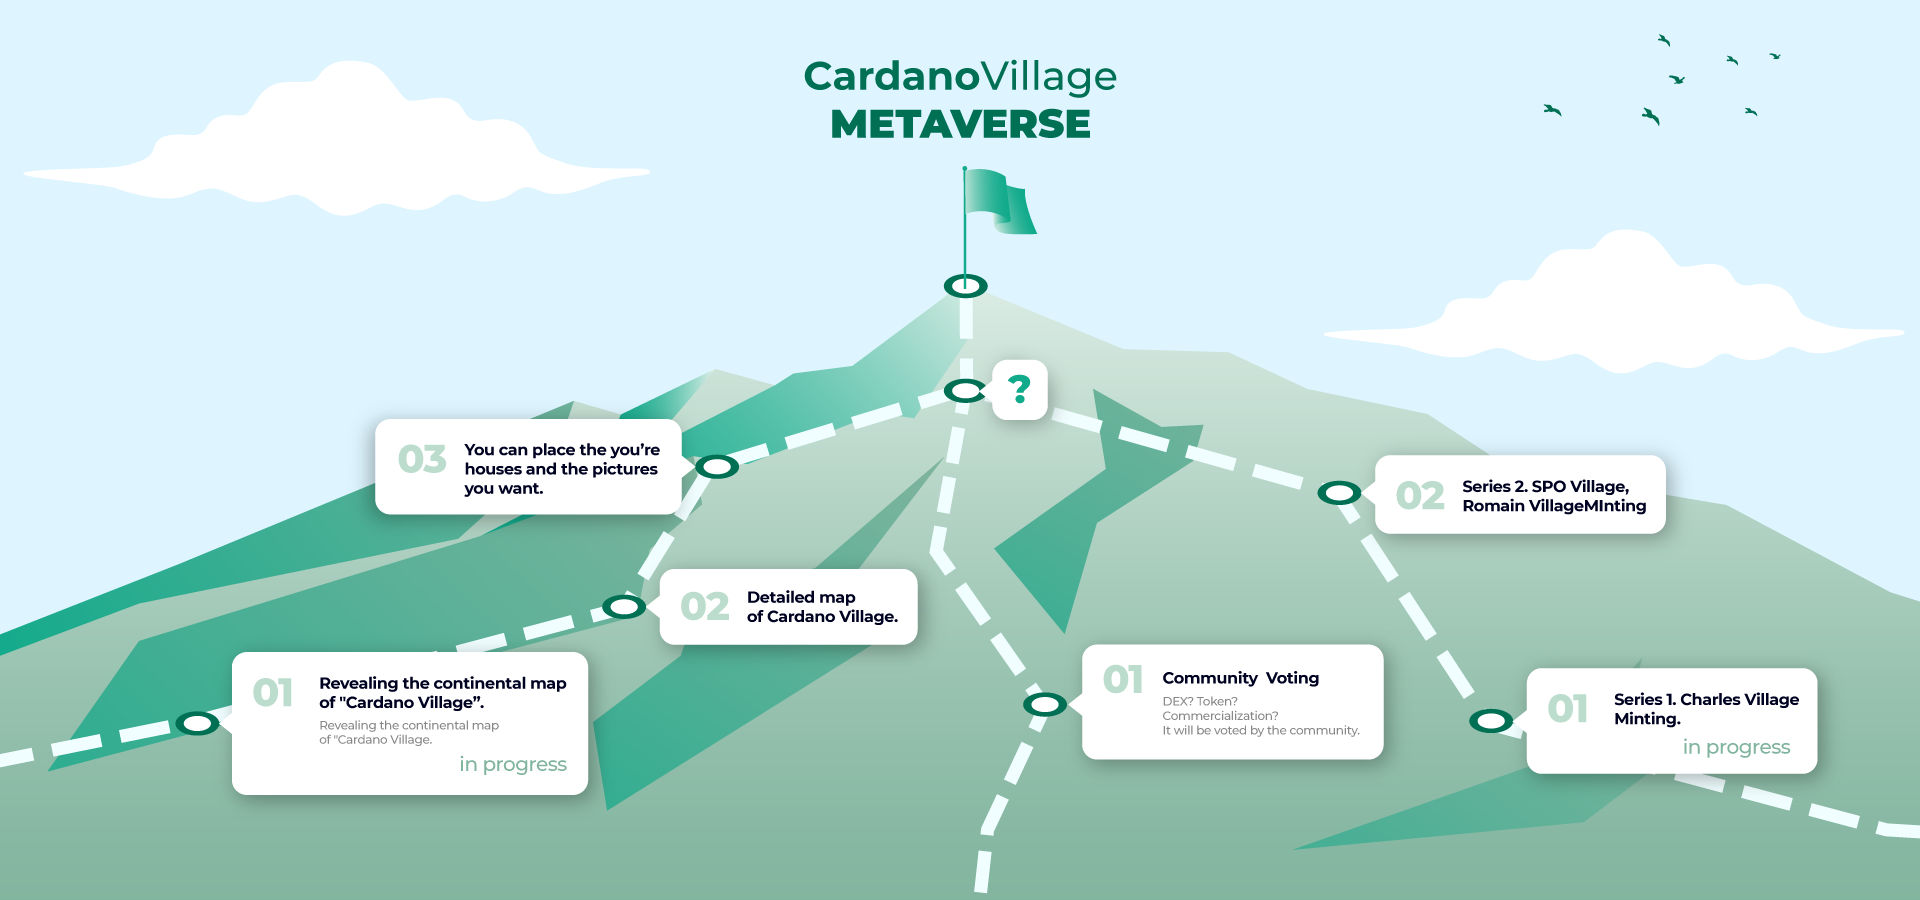 CardanoVillage
METAVERSE
?
03
You can place the you're
houses and the pictures
you want.
02
Series 2. SPO Village,
Romain VillageMInting
02
Detailed map
of Cardano Village.
01
Revealing the continental map
of "Cardano Village”.
Revealing the continental map
of "Cardano Village.
in progress
01
Community  Voting
DEX? Token?
Commercialization?
It will be voted by the community.
01
Series 1. Charles Village
Minting.
in progress